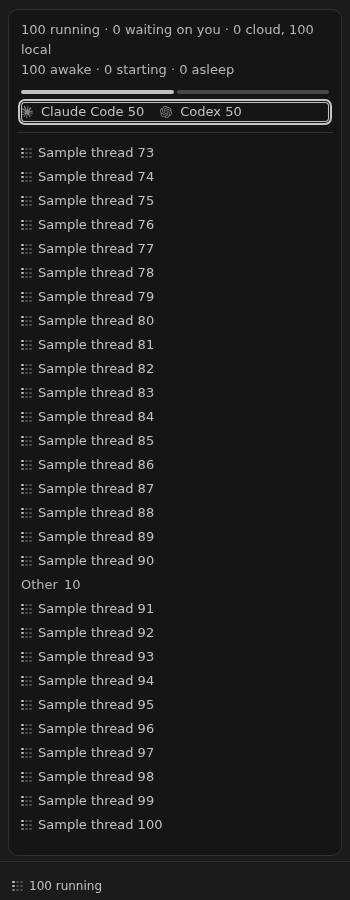 100 running · 0 waiting on you · 0 cloud, 100
local
100 awake · 0 starting · 0 asleep
Claude Code 50 Codex 50
Sample thread 73
Sample thread 74
Sample thread 75
Sample thread 76
Sample thread 77
Sample thread 78
Sample thread 79
Sample thread 80
Sample thread 81
Sample thread 82
Sample thread 83
Sample thread 84
Sample thread 85
Sample thread 86
Sample thread 87
Sample thread 88
Sample thread 89
Sample thread 90
Other 10
Sample thread 91
Sample thread 92
Sample thread 93
Sample thread 94
Sample thread 95
Sample thread 96
Sample thread 97
Sample thread 98
Sample thread 99
Sample thread 100
100 running